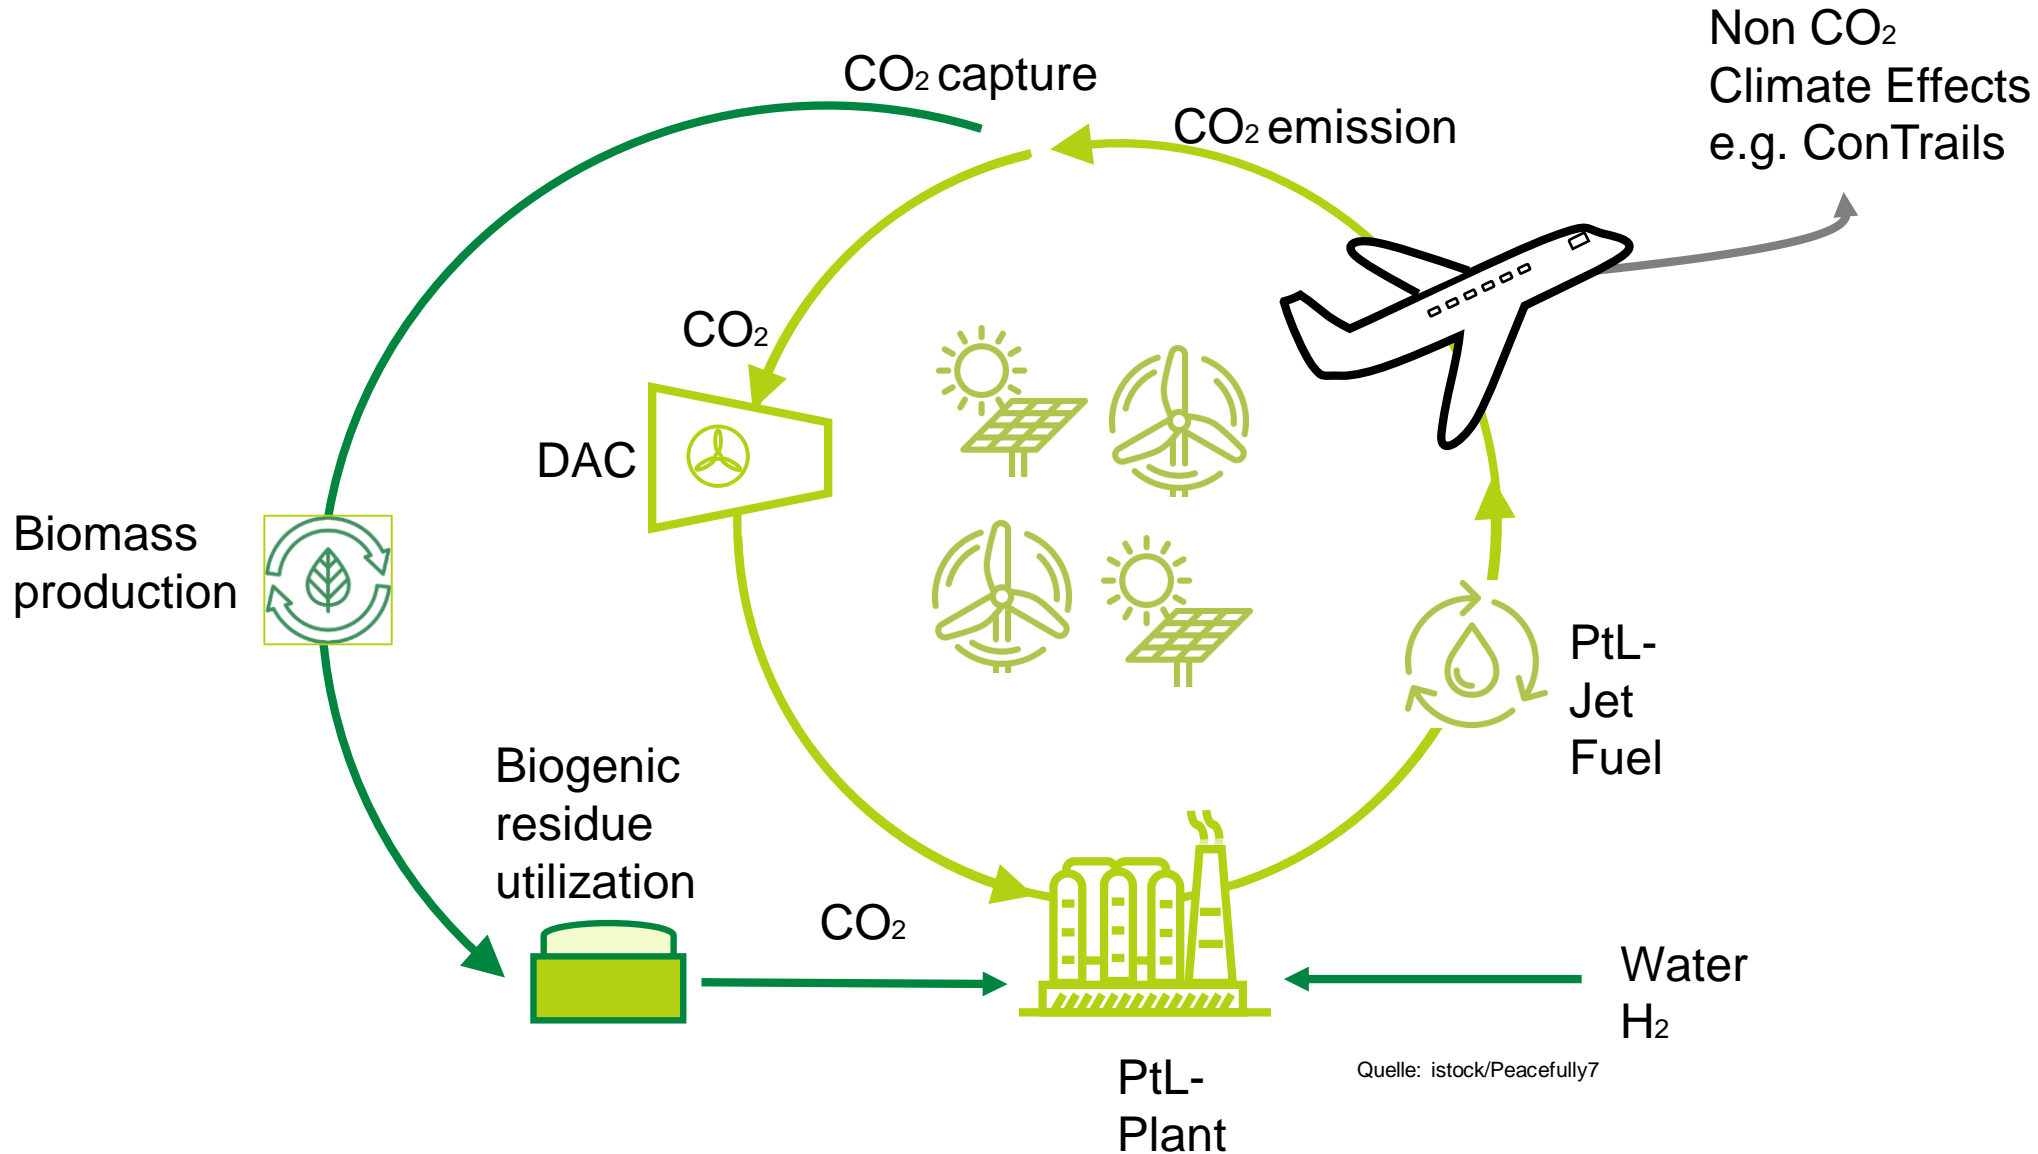 Non CO₂
Climate Effects
e.g. ConTrails
CO₂ capture
CO₂ emission
CO₂
DAC
Biomass
production
PtL-
Jet
Fuel
Biogenic
residue
utilization
CO₂
Water
H₂
PtL-
Plant
Quelle: istock/Peacefully7